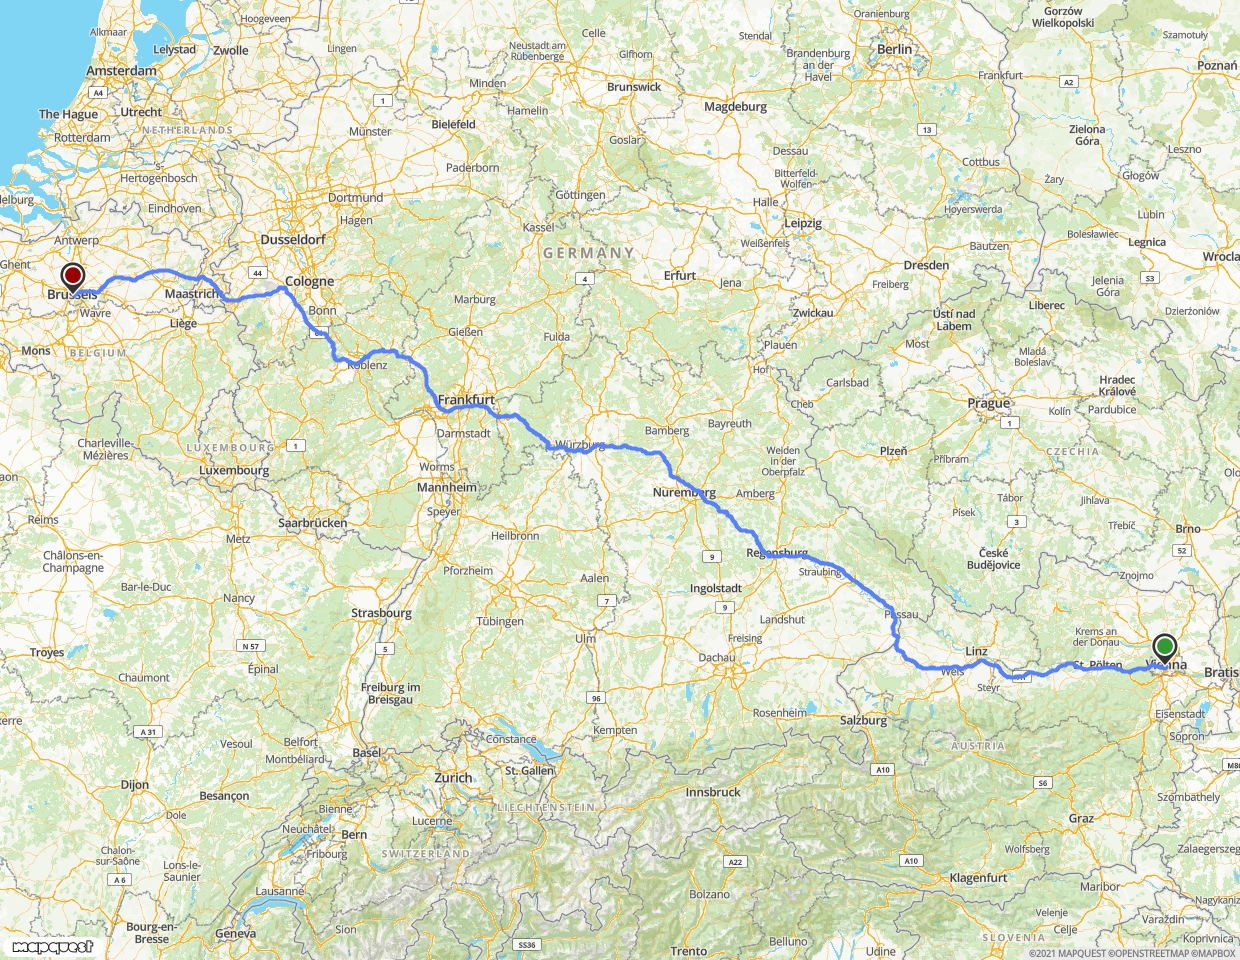 Hoogeveen
Alkmaar
Lelystad
Zwolle
Lingen
Neustadt am
Rübenberge
Celle
Gifhorn
Stendal
Oranienburg
Gorzów
Wielkopolski
Szamotuły
Berlin
Brandenburg
an der
Havel
Amsterdam
Minden
Brunswick
Frankfurt
A2
Poznań
A4
The Hague
Utrecht
1
Hamelin
Magdeburg
Rotterdam
NETHERLANDS
Münster
Bielefeld
Goslar
13
Zielona
Góra
Leszno
's-
Hertogenbosch
Paderborn
Dessau
Bitterfeld-
Wolfen
Cottbus
Żary
Głogów
Eindhoven
Dortmund
Göttingen
Halle
Hoyerswerda
Lubin
Hagen
Kassel
Leipzig
Bolesławiec
Legnica
Antwerp
Dusseldorf
GERMANY
Weißenfels
Bautzen
Wrocla
Ghent
44
Cologne
4
Erfurt
Jena
Dresden
Freiberg
Jelenia
Góra
S3
Brussels
Maastrich
Wavre
Bonn
Marburg
Zwickau
Ústí nad
Labem
Liberec
Dzierżoniów
Liège
Gießen
Fulda
Plauen
Most
Mladá
Boleslav
Mons
BELGIUM
Koblenz
Hof
Carlsbad
Hradec
Králové
Frankfurt
Cheb
Prague
Kolín
Pardubice
Darmstadt
Bamberg
Bayreuth
1
Charleville-
Mézières
LUXEMBOURG
1
Würzburg
Welden
in der
Oberpfalz
Plzeň
Příbram
CZECHIA
Luxembourg
Worms
Mannheim
Nuremberg
Amberg
Tábor
Jihlava
Reims
Saarbrücken
Speyer
Písek
3
Třebíč
Brno
Metz
Heilbronn
Châlons-en-
Champagne
Pforzheim
9
Regensburg
České
Budějovice
52
Bar-le-Duc
Aalen
Straubing
Znojmo
Nancy
Strasbourg
7
Ingolstadt
9
Tübingen
Landshut
Passau
Troyes
N 57
5
Ulm
Freising
Krems an
der Donau
Épinal
Dachau
Linz
St. Pölten
Vienna
Bratis
Chaumont
Freiburg im
Breisgau
96
Wels
Steyr
A 31
Rosenheim
Salzburg
Eisenstadt
Vesoul
Belfort
Constance
Kempten
Sopron
Montbéliard
Basel
AUSTRIA
Dijon
Zurich
St. Gallen
A10
S6
M86
Besançon
LIECHTENSTEIN
Innsbruck
Szombathely
Dole
Bienne
Lucerne
Graz
Neuchâtel
Bern
Chalon-
sur-Saône
Fribourg
SWITZERLAND
A22
A10
Wolfsberg
Zalaegerszeg
Lons-le-
Saunier
A 6
Lausanne
Bolzano
Klagenfurt
Maribor
Nagykaniz
Bourg-en-
Bresse
Geneva
Sion
SS36
Belluno
Velenje
Celje
Varaždin
Trento
Udine
SLOVENIA
Koprivnica
mapquest
©2021 MAPQUEST ©OPENSTREETMAP ©MAPBOX